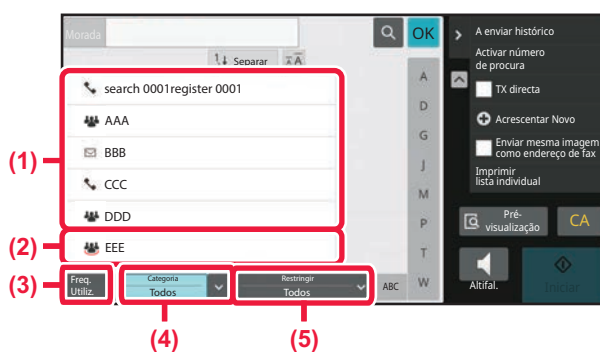 Morada
OK
A enviar histórico
Activar número
de procura
Separar
A
search 0001register 0001
A
TX directa
AAA
D
Acrescentar Novo
G
(1)
BBB
Enviar mesma imagem
como endereço de fax
J
CCC
Imprimir
lista individual
M
DDD
P
Pré-
visualização
CA
(2)
EEE
T
(3)
Freq.
Utiliz.
Categoria
Todos
Restringir
Todos
ABC
W
Altifal.
Iniciar
(4)
(5)